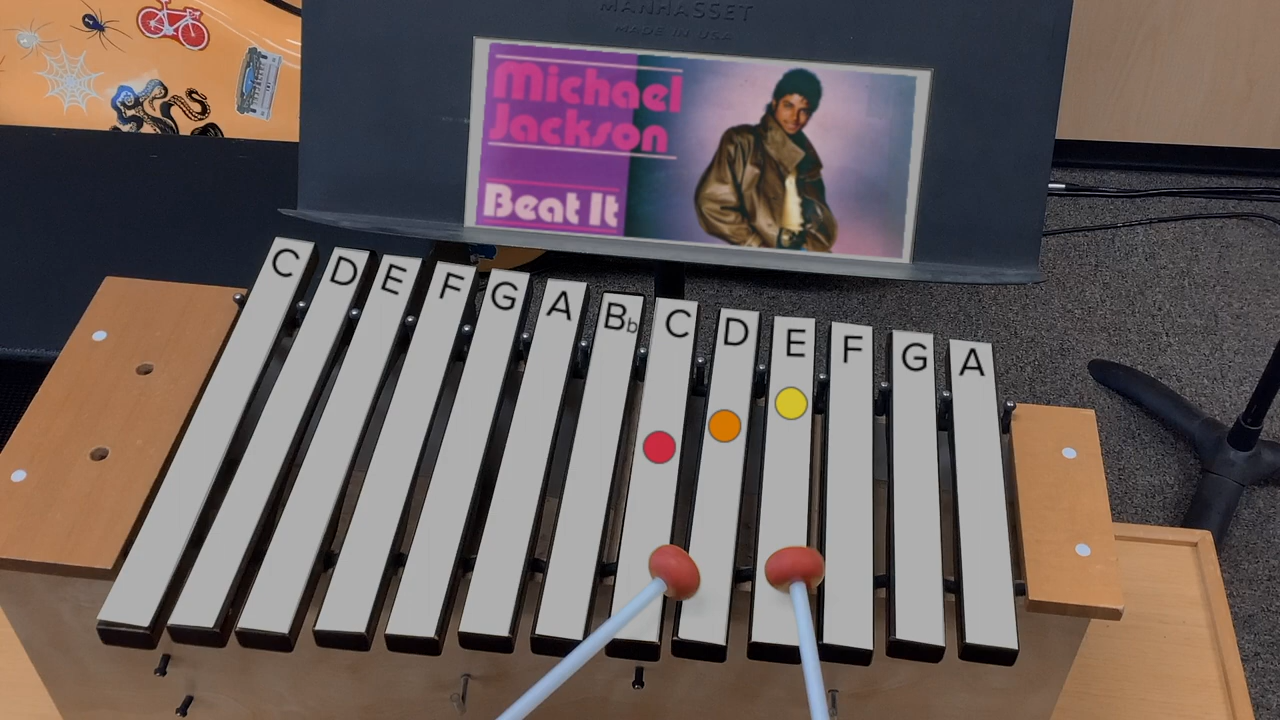 MANHASSET
MADE IN USA
Michael
Jackson
Beat It
C D E F G A Bb C D E F G A